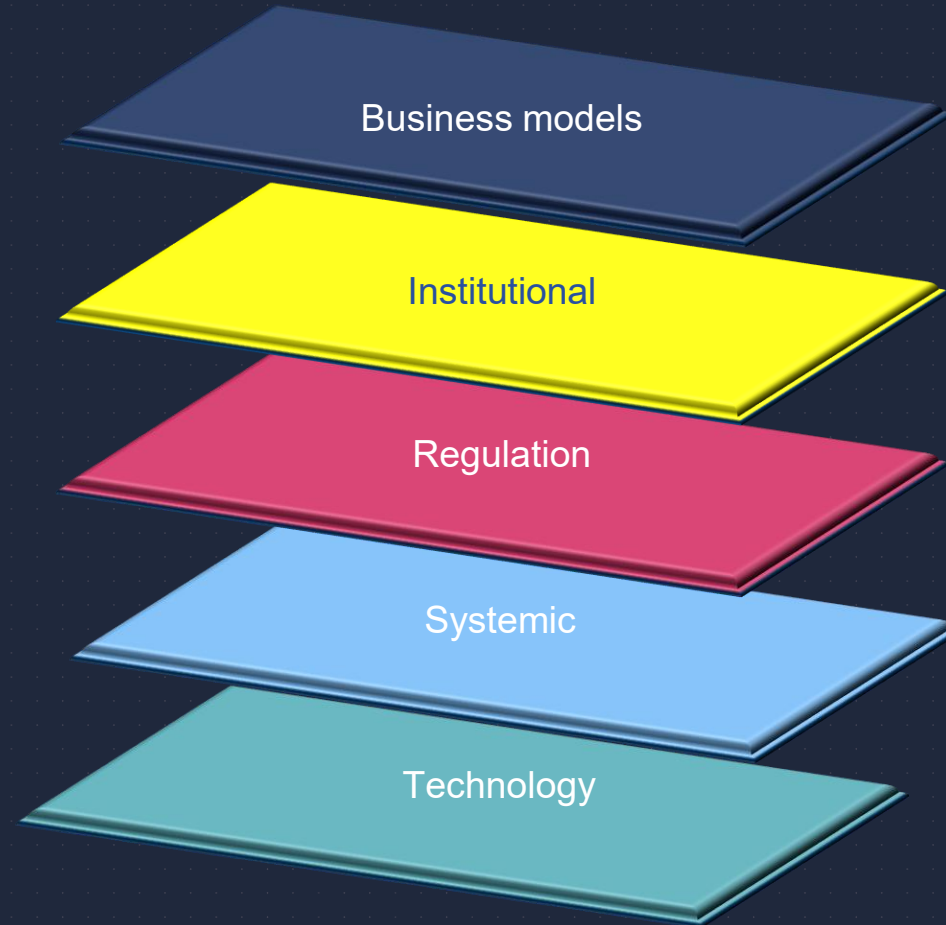 Business models
Institutional
Regulation
Systemic
Technology